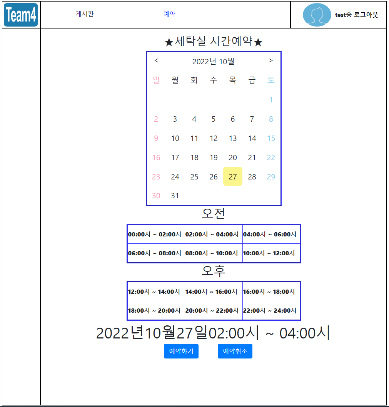 Team4
게시판 예약
test숑 로그아웃
★세탁실 시간예약★
< 2022년 10월 >
일 월 화 수 목 금 토
1
2 3 4 5 6 7 8
9 10 11 12 13 14 15
16 17 18 19 20 21 22
23 24 25 26 27 28 29
30 31
오전
00:00시 ~ 02:00시 02:00시 ~ 04:00시 04:00시 ~ 06:00시
06:00시 ~ 08:00시 08:00시 ~ 10:00시 10:00시 ~ 12:00시
오후
12:00시 ~ 14:00시 14:00시 ~ 16:00시 16:00시 ~ 18:00시
18:00시 ~ 20:00시 20:00시 ~ 22:00시 22:00시 ~ 24:00시
2022년10월27일02:00시 ~ 04:00시
예약하기 예약취소